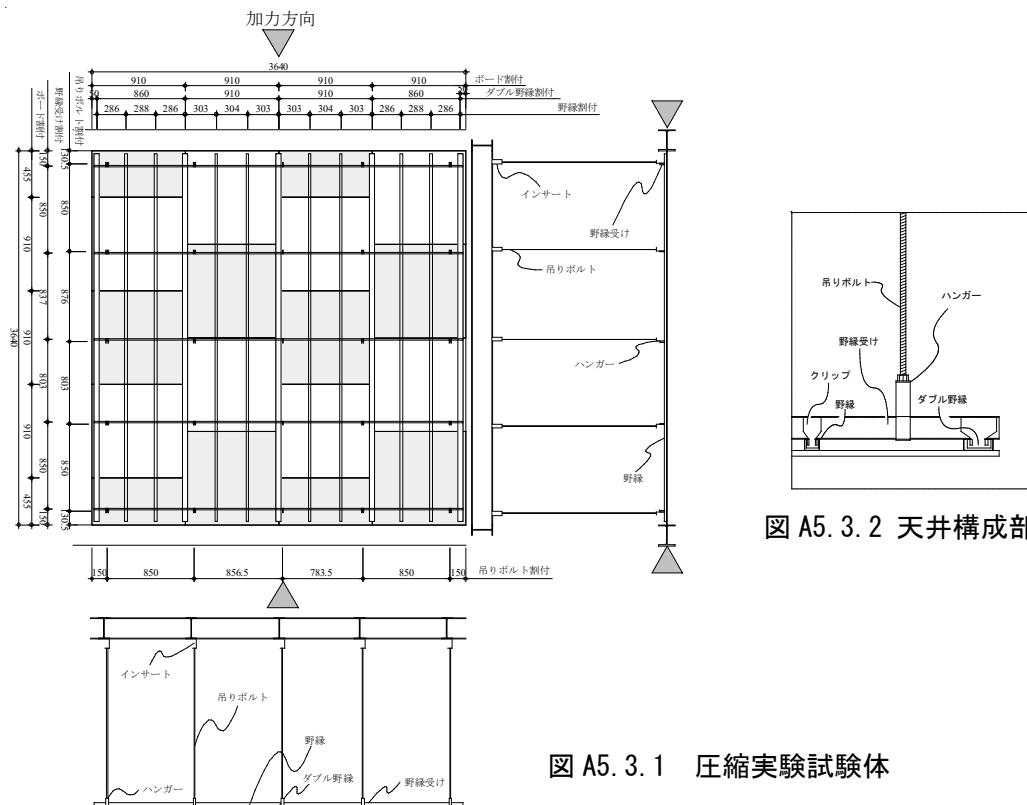 加力方向
3640
910 910 910 910 ボード割付
50 860 910 910 860 ダブル野縁割付
286 288 286 303 304 303 303 304 303 286 288 286 野縁割付
ボード割付
野縁受け割付
吊りボルト割付
3640
455 910 910 910 455
150 850 837 803 850 150
130.5 850 876 803 850 130.5
インサート
野縁受け
吊りボルト
ハンガー
野縁
150 850 856.5 783.5 850 150 吊りボルト割付
インサート
吊りボルト
野縁
ハンガー
ダブル野縁
野縁受け
吊りボルト
ハンガー
野縁受け
クリップ
野縁
ダブル野縁
図 A5.3.2 天井構成部
図 A5.3.1 圧縮実験試験体